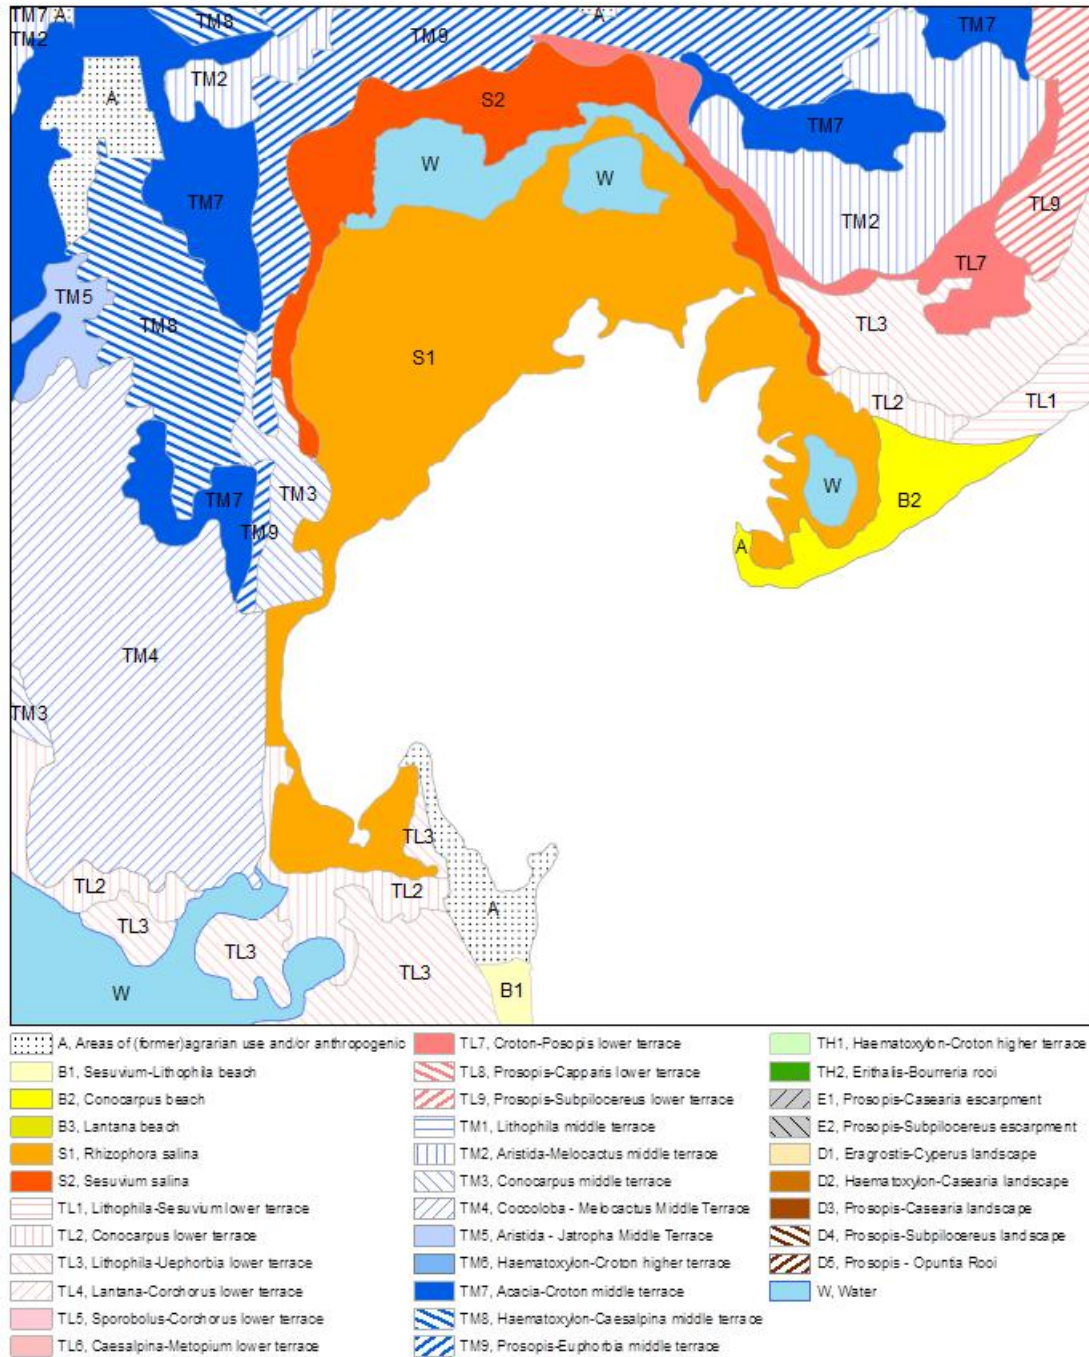 TM7 A TM8 A TM7
TM2 TM9
TM2
A S2 TM7
W W
TM7 TM2 TL9
TL7
TM5
TM8 TL3
S1
TL2 TL1
TM7 TM3 W B2
TM9
A
TM4
TM3
TL3
TL2 TL2
A
TL3 TL3 TL3
W B1
A, Areas of (former)agrarian use and/or anthropogenic
B1, Sesuvium-Lithophila beach
B2, Conocarpus beach
B3, Lantana beach
S1, Rhizophora salina
S2, Sesuvium salina
TL1, Lithophila-Sesuvium lower terrace
TL2, Conocarpus lower terrace
TL3, Lithophila-Uephorbia lower terrace
TL4, Lantana-Corchorus lower terrace
TL5, Sporobolus-Corchorus lower terrace
TL6, Caesalpina-Metopium lower terrace
TL7, Croton-Posopis lower terrace
TL8, Prosopis-Capparis lower terrace
TL9, Prosopis-Subpilocereus lower terrace
TM1, Lithophila middle terrace
TM2, Aristida-Melocactus middle terrace
TM3, Conocarpus middle terrace
TM4, Coccoloba - Melocactus Middle Terrace
TM5, Aristida - Jatropha Middle Terrace
TM6, Haematoxylon-Croton higher terrace
TM7, Acacia-Croton middle terrace
TM8, Haematoxylon-Caesalpina middle terrace
TM9, Prosopis-Euphorbia middle terrace
TH1, Haematoxylon-Croton higher terrace
TH2, Erithalis-Bourreria rooi
E1, Prosopis-Casearia escarpment
E2, Prosopis-Subpilocereus escarpment
D1, Eragrostis-Cyperus landscape
D2, Haematoxylon-Casearia landscape
D3, Prosopis-Casearia landscape
D4, Prosopis-Subpilocereus landscape
D5, Prosopis - Opuntia Rooi
W, Water